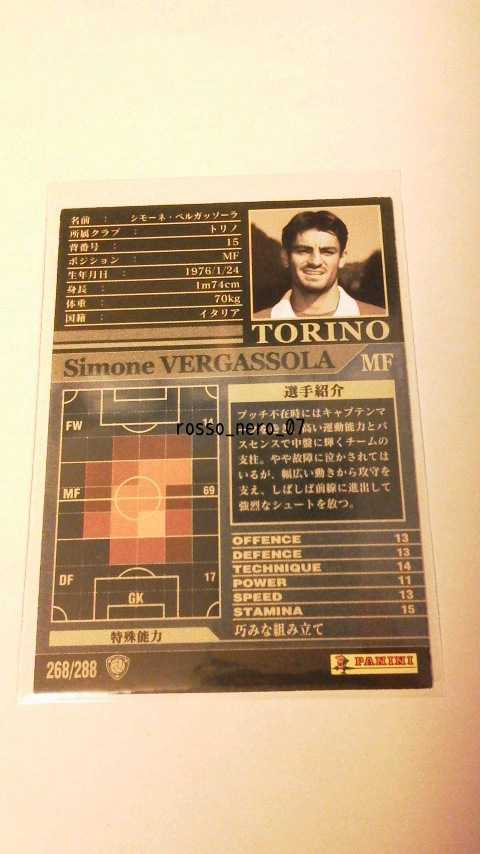 名前 : シモーネ・ベルガッソーラ
所属クラブ : トリノ
背番号 : 15
ポジション : MF
生年月日 : 1976/1/24
身長 : 1m74cm
体重 : 70kg
国籍 : イタリア
TORINO
Simone VERGASSOLA MF
選手紹介
ブッチ不在時にはキャプテンマ
高い運動能力とパ
スセンスで中盤に輝くチームの
支柱。やや故障に泣かされては
いるが、幅広い動きから攻守を
支え、しばしば前線に進出して
強烈なシュートを放つ。
rosso_nero_07
FW 14
MF 69
DF 17
GK
OFFENCE 13
DEFENCE 13
TECHNIQUE 14
POWER 11
SPEED 13
STAMINA 15
特殊能力 巧みな組み立て
268/288
PANINI